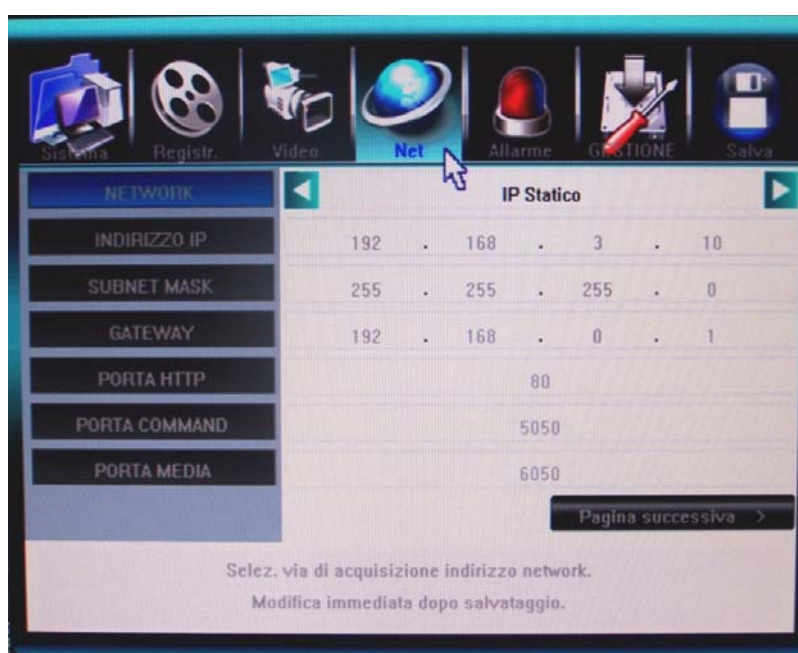 Sistema Registr. Video Net Allarme GESTIONE Salva
NETWORK IP Statico
INDIRIZZO IP 192 . 168 . 3 . 10
SUBNET MASK 255 . 255 . 255 . 0
GATEWAY 192 . 168 . 0 . 1
PORTA HTTP 80
PORTA COMMAND 5050
PORTA MEDIA 6050
Pagina successiva >
Selez. via di acquisizione indirizzo network.
Modifica immediata dopo salvataggio.